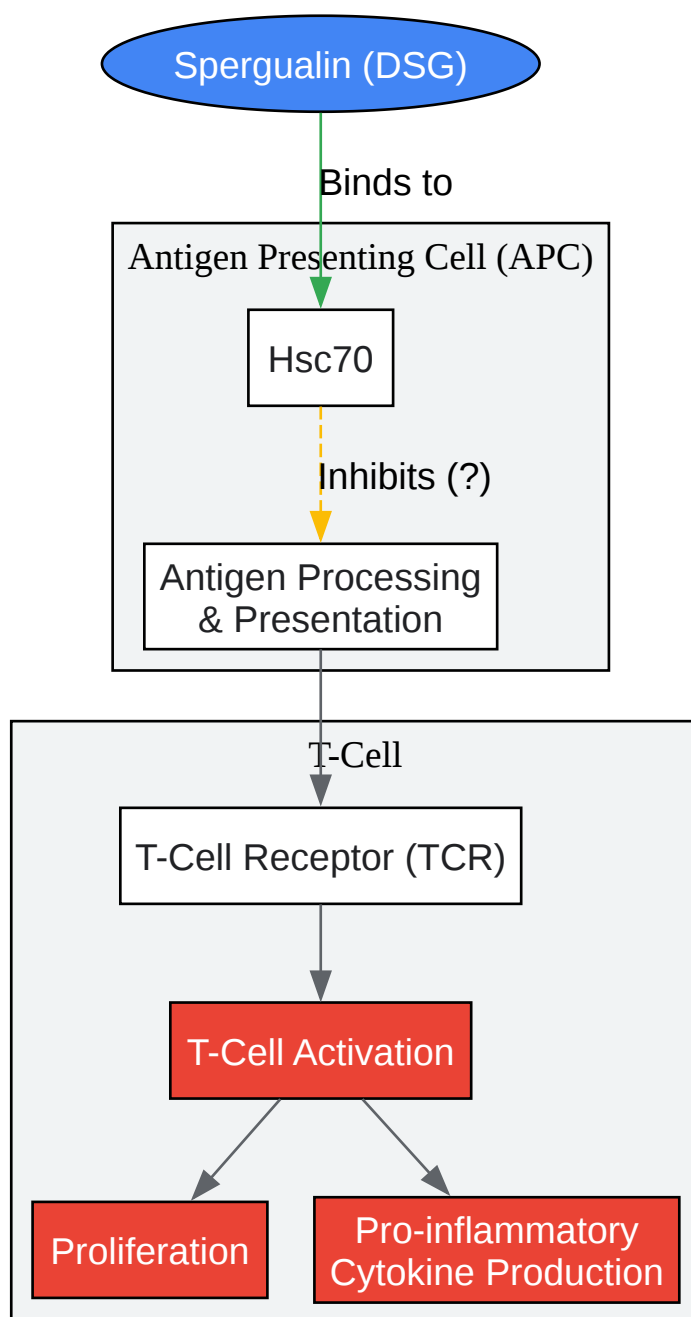 Spergualin (DSG)
Binds to
Antigen Presenting Cell (APC)
Hsc70
Inhibits (?)
Antigen Processing
& Presentation
T-Cell
T-Cell Receptor (TCR)
T-Cell Activation
Proliferation
Pro-inflammatory
Cytokine Production